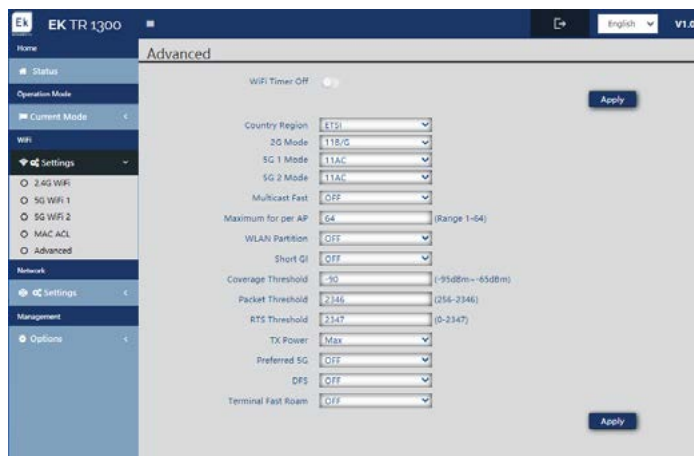 Ek
EK TR 1300
English
V1.0
Home
Status
Operation Mode
Current Mode
WiFi
Settings
2.4G WiFi
5G WiFi 1
5G WiFi 2
MAC ACL
Advanced
Network
Settings
Management
Options
Advanced
WiFi Timer Off
Apply
Country Region ETSI
2G Mode 11B/G
5G 1 Mode 11AC
5G 2 Mode 11AC
Multicast Fast OFF
Maximum for per AP 64 (Range 1~64)
WLAN Partition OFF
Short GI OFF
Coverage Threshold -90 (-95dBm~-65dBm)
Packet Threshold 2346 (256-2346)
RTS Threshold 2347 (0-2347)
TX Power Max
Preferred 5G OFF
DFS OFF
Terminal Fast Roam OFF
Apply